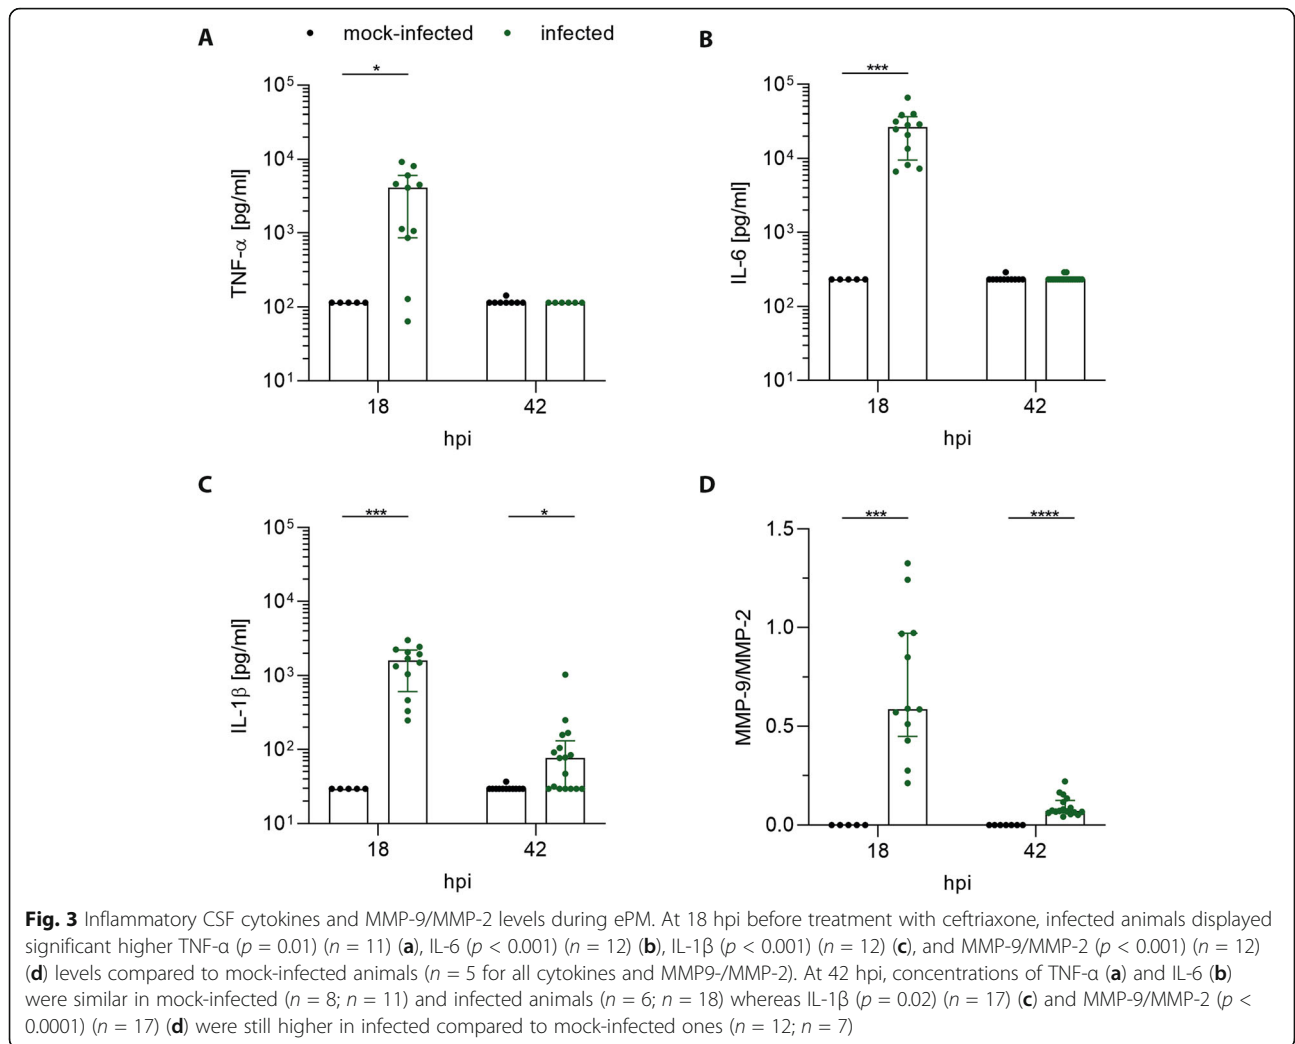 A
mock-infected
infected
*
10⁵
10⁴
10³
10²
10¹
TNF-α [pg/ml]
18
42
hpi
B
***
10⁵
10⁴
10³
10²
10¹
IL-6 [pg/ml]
18
42
hpi
C
***
*
10⁵
10⁴
10³
10²
10¹
IL-1β [pg/ml]
18
42
hpi
D
***
****
1.5
1.0
0.5
0.0
MMP-9/MMP-2
18
42
hpi
Fig. 3 Inflammatory CSF cytokines and MMP-9/MMP-2 levels during ePM. At 18 hpi before treatment with ceftriaxone, infected animals displayed
significant higher TNF-α (p = 0.01) (n = 11) (a), IL-6 (p < 0.001) (n = 12) (b), IL-1β (p < 0.001) (n = 12) (c), and MMP-9/MMP-2 (p < 0.001) (n = 12)
(d) levels compared to mock-infected animals (n = 5 for all cytokines and MMP9-/MMP-2). At 42 hpi, concentrations of TNF-α (a) and IL-6 (b)
were similar in mock-infected (n = 8; n = 11) and infected animals (n = 6; n = 18) whereas IL-1β (p = 0.02) (n = 17) (c) and MMP-9/MMP-2 (p <
0.0001) (n = 17) (d) were still higher in infected compared to mock-infected ones (n = 12; n = 7)